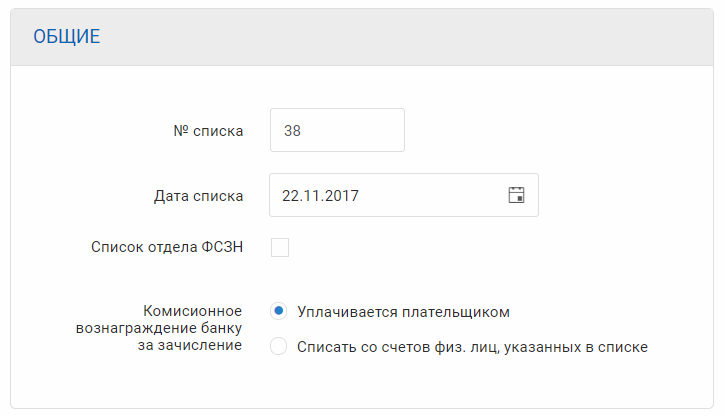 ОБЩИЕ
№ списка
38
Дата списка
22.11.2017
Список отдела ФСЗН
Комисионное
вознаграждение банку
за зачисление
Уплачивается плательщиком
Списать со счетов физ. лиц, указанных в списке